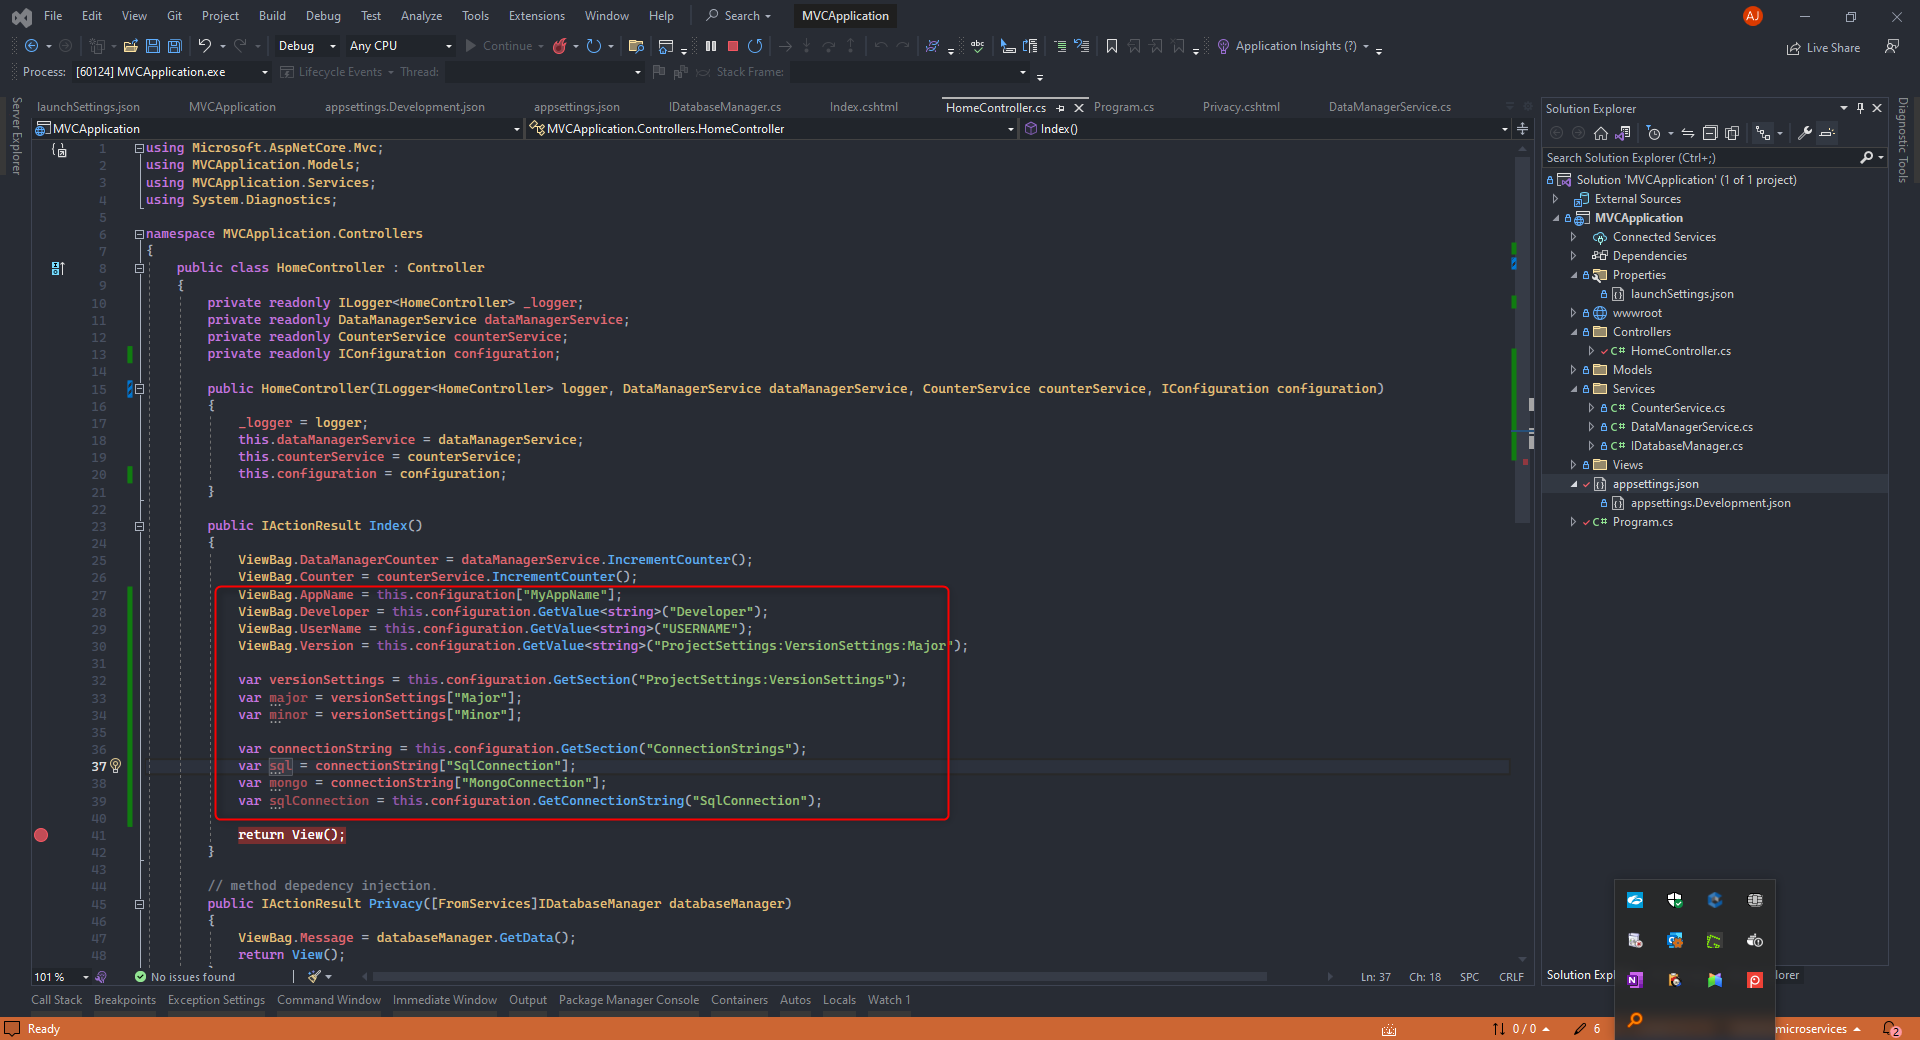 File Edit View Git Project Build Debug Test Analyze Tools Extensions Window Help Search MVCApplication AJ
Debug Any CPU Continue Application Insights (?) Live Share
Process: [60124] MVCApplication.exe Lifecycle Events Thread: Stack Frame:
launchSettings.json MVCApplication appsettings.Development.json appsettings.json IDatabaseManager.cs Index.cshtml HomeController.cs Program.cs Privacy.cshtml DataManagerService.cs
MVCApplication MVCApplication.Controllers.HomeController Index()
Server Explorer
1 using Microsoft.AspNetCore.Mvc;
2 using MVCApplication.Models;
3 using MVCApplication.Services;
4 using System.Diagnostics;
5
6 namespace MVCApplication.Controllers
7 {
8 public class HomeController : Controller
9 {
10 private readonly ILogger<HomeController> _logger;
11 private readonly DataManagerService dataManagerService;
12 private readonly CounterService counterService;
13 private readonly IConfiguration configuration;
14
15 public HomeController(ILogger<HomeController> logger, DataManagerService dataManagerService, CounterService counterService, IConfiguration configuration)
16 {
17 _logger = logger;
18 this.dataManagerService = dataManagerService;
19 this.counterService = counterService;
20 this.configuration = configuration;
21 }
22
23 public IActionResult Index()
24 {
25 ViewBag.DataManagerCounter = dataManagerService.IncrementCounter();
26 ViewBag.Counter = counterService.IncrementCounter();
27 ViewBag.AppName = this.configuration["MyAppName"];
28 ViewBag.Developer = this.configuration.GetValue<string>("Developer");
29 ViewBag.UserName = this.configuration.GetValue<string>("USERNAME");
30 ViewBag.Version = this.configuration.GetValue<string>("ProjectSettings:VersionSettings:Major");
31
32 var versionSettings = this.configuration.GetSection("ProjectSettings:VersionSettings");
33 var major = versionSettings["Major"];
34 var minor = versionSettings["Minor"];
35
36 var connectionString = this.configuration.GetSection("ConnectionStrings");
37 var sql = connectionString["SqlConnection"];
38 var mongo = connectionString["MongoConnection"];
39 var sqlConnection = this.configuration.GetConnectionString("SqlConnection");
40
41 return View();
42 }
43
44 // method depedency injection.
45 public IActionResult Privacy([FromServices]IDatabaseManager databaseManager)
46 {
47 ViewBag.Message = databaseManager.GetData();
48 return View();
101 % No issues found Ln: 37 Ch: 18 SPC CRLF
Call Stack Breakpoints Exception Settings Command Window Immediate Window Output Package Manager Console Containers Autos Locals Watch 1
Solution Explorer
Search Solution Explorer (Ctrl+;)
Solution 'MVCApplication' (1 of 1 project)
External Sources
MVCApplication
Connected Services
Dependencies
Properties
launchSettings.json
wwwroot
Controllers
C# HomeController.cs
Models
Services
C# CounterService.cs
C# DataManagerService.cs
C# IDatabaseManager.cs
Views
appsettings.json
appsettings.Development.json
C# Program.cs
Diagnostic Tools
Solution Expl
orer
Ready 0 / 0 6 microservices 2